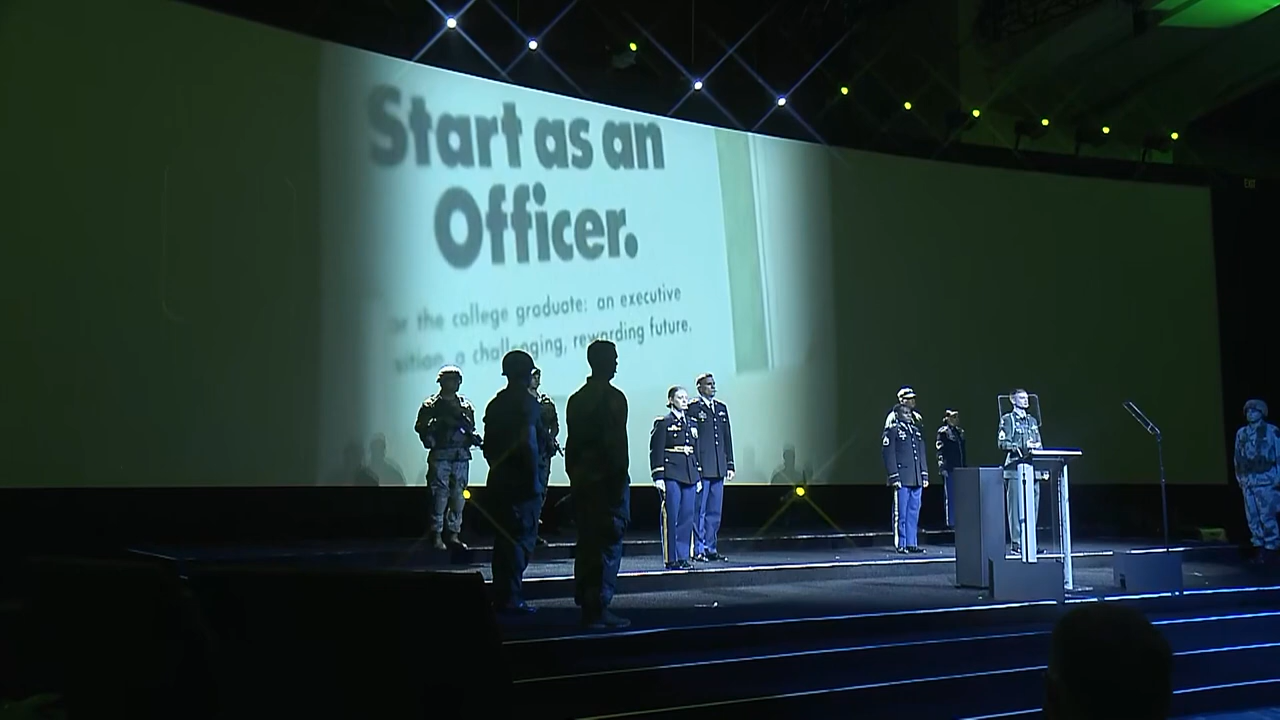 Start as an
Officer.
the college graduate: an executive
a challenging, rewarding future.